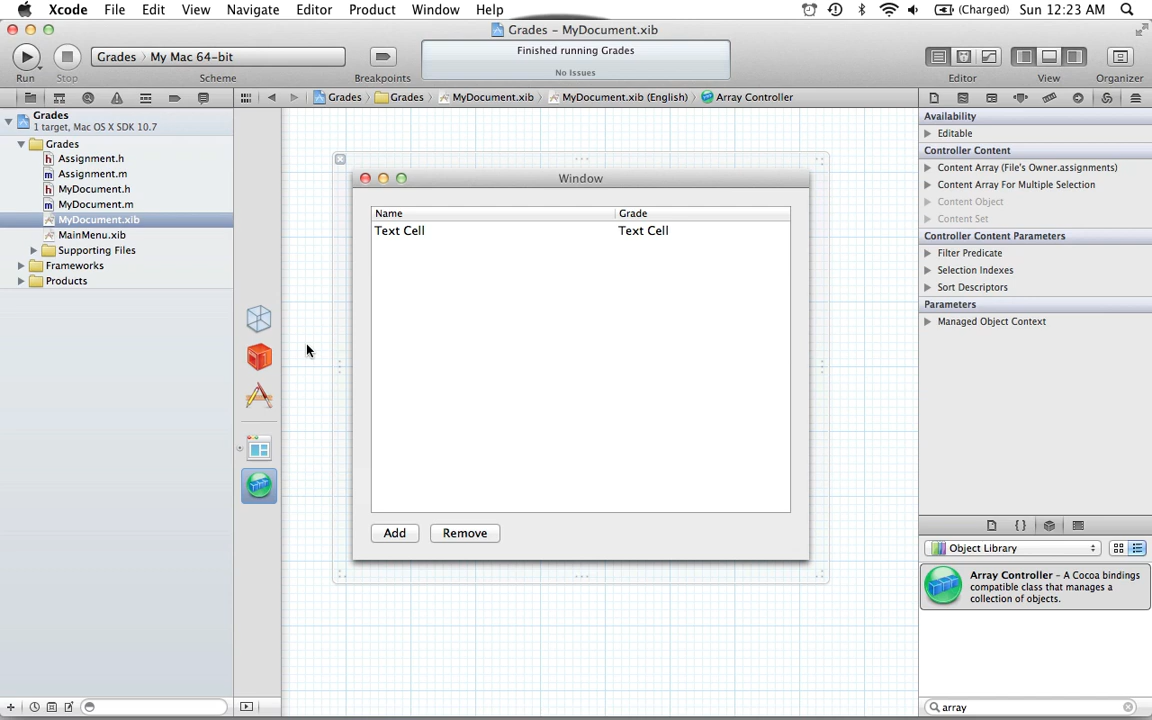 Xcode File Edit View Navigate Editor Product Window Help (Charged) Sun 12:23 AM
Grades – MyDocument.xib
Run Stop
Grades › My Mac 64-bit
Scheme
Breakpoints
Finished running Grades
No Issues
Editor View Organizer
Grades › Grades › MyDocument.xib › MyDocument.xib (English) › Array Controller
Grades
1 target, Mac OS X SDK 10.7
Grades
Assignment.h
Assignment.m
MyDocument.h
MyDocument.m
MyDocument.xib
MainMenu.xib
Supporting Files
Frameworks
Products
Window
Name Grade
Text Cell Text Cell
Add Remove
Availability
Editable
Controller Content
Content Array (File's Owner.assignments)
Content Array For Multiple Selection
Content Object
Content Set
Controller Content Parameters
Filter Predicate
Selection Indexes
Sort Descriptors
Parameters
Managed Object Context
{ }
Object Library
Array Controller – A Cocoa bindings
compatible class that manages a
collection of objects.
array